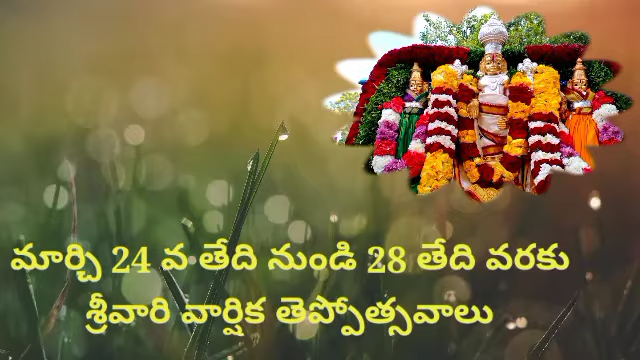 మార్చి 24 వ తేది నుండి 28 తేది వరకు
శ్రీవారి వార్షిక తెప్పోత్సవాలు